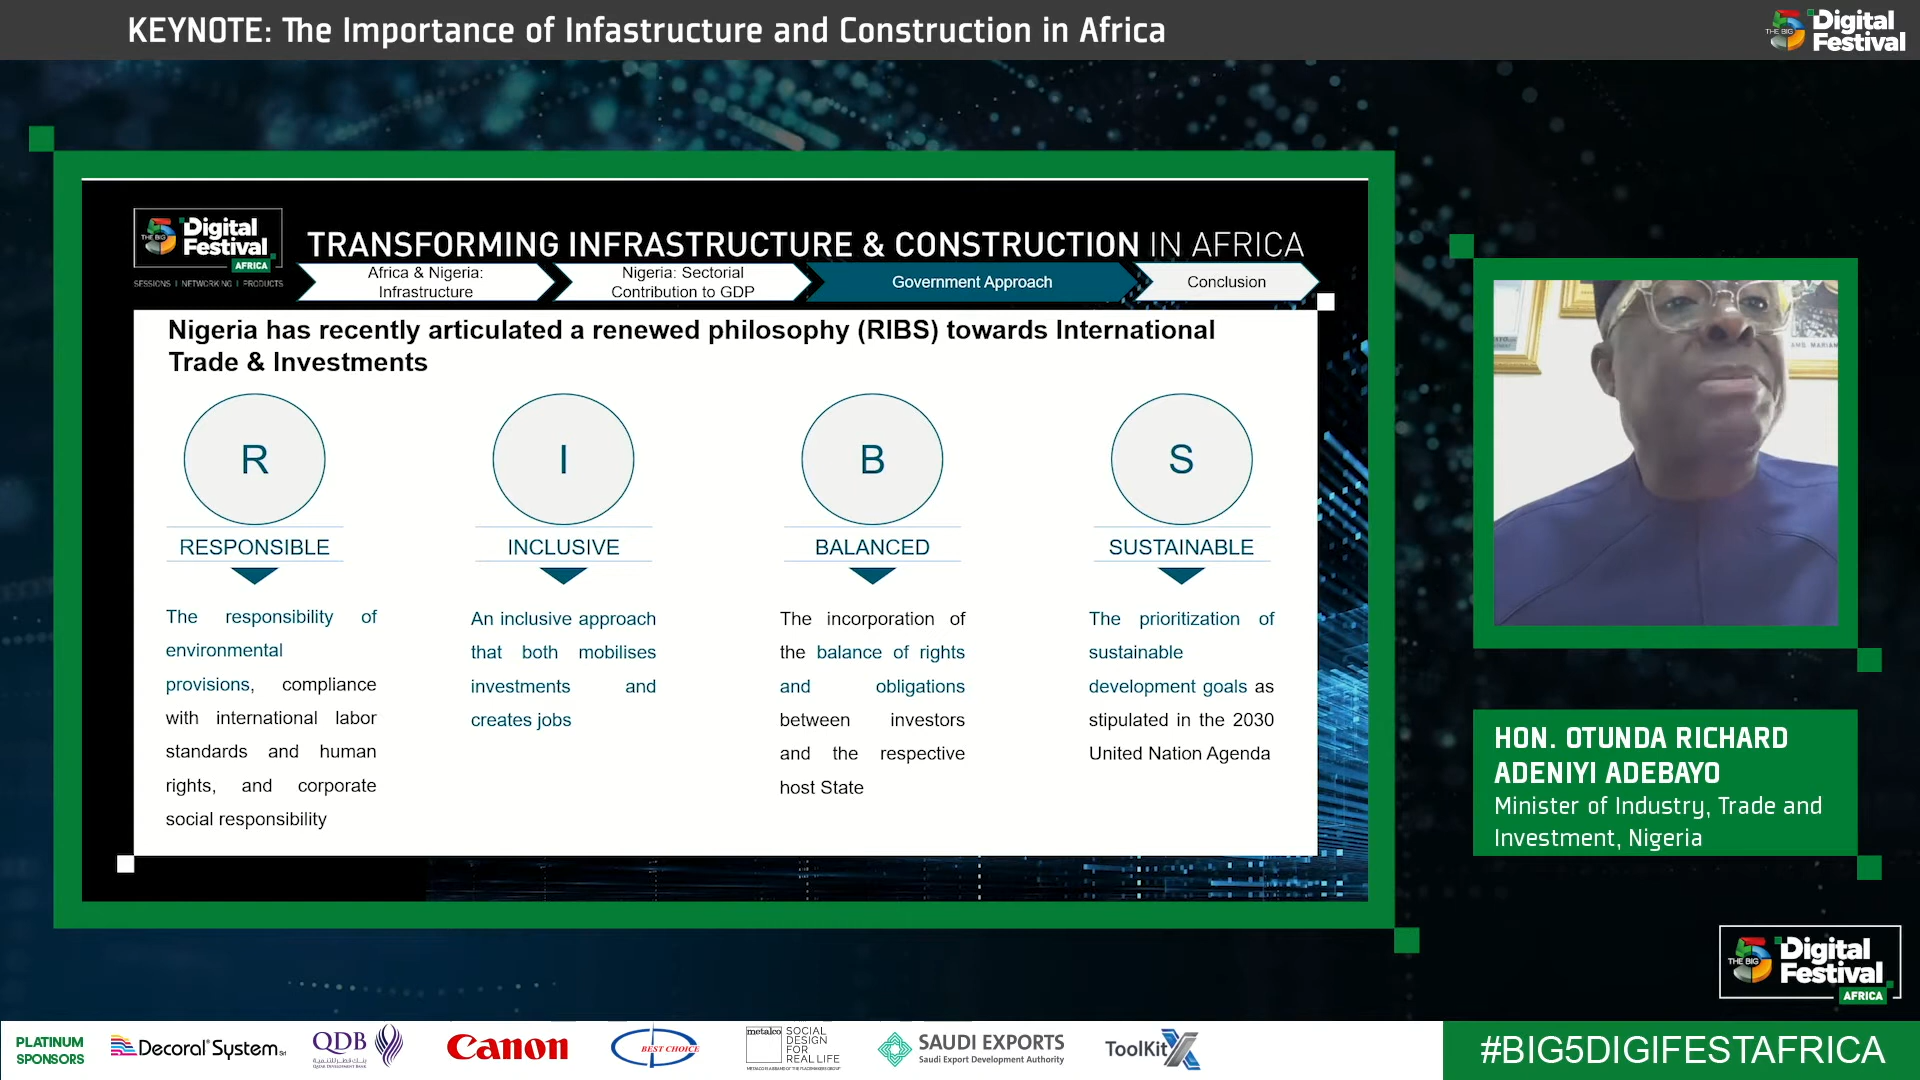 KEYNOTE: The Importance of Infastructure and Construction in Africa
THE BIG 5 Digital
Festival
THE BIG 5 Digital
Festival
AFRICA
SESSIONS | NETWORKING | PRODUCTS
TRANSFORMING INFRASTRUCTURE & CONSTRUCTION IN AFRICA
Africa & Nigeria:
Infrastructure
Nigeria: Sectorial
Contribution to GDP
Government Approach
Conclusion
Nigeria has recently articulated a renewed philosophy (RIBS) towards International
Trade & Investments
R
RESPONSIBLE
The responsibility of
environmental
provisions, compliance
with international labor
standards and human
rights, and corporate
social responsibility
I
INCLUSIVE
An inclusive approach
that both mobilises
investments and
creates jobs
B
BALANCED
The incorporation of
the balance of rights
and obligations
between investors
and the respective
host State
S
SUSTAINABLE
The prioritization of
sustainable
development goals as
stipulated in the 2030
United Nation Agenda
HON. OTUNDA RICHARD
ADENIYI ADEBAYO
Minister of Industry, Trade and
Investment, Nigeria
THE BIG 5 Digital
Festival
AFRICA
PLATINUM
SPONSORS
Decoral System
QDB
QATAR DEVELOPMENT BANK
Canon
BEST CHOICE
metalco
SOCIAL
DESIGN
FOR
REAL LIFE
SAUDI EXPORTS
Saudi Export Development Authority
ToolKitX
#BIG5DIGIFESTAFRICA